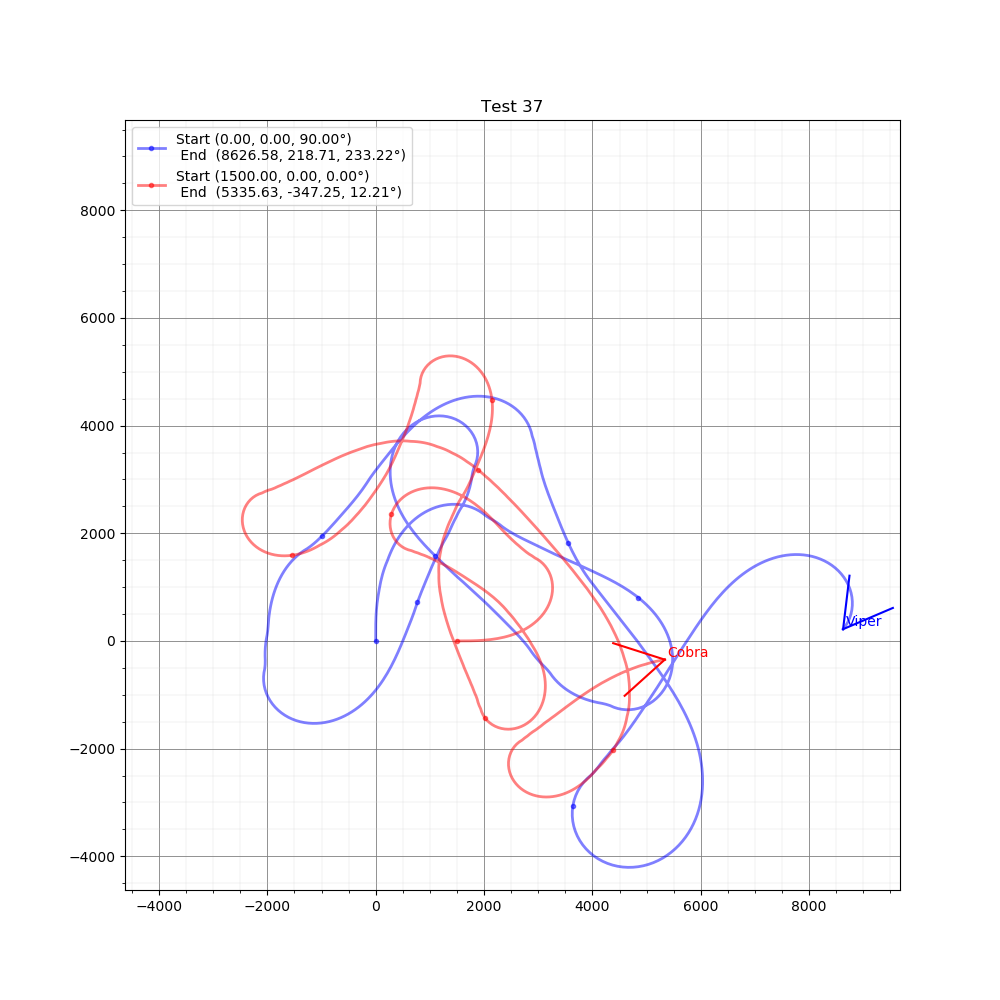 Test 37
Start (0.00, 0.00, 90.00°)
End  (8626.58, 218.71, 233.22°)
Start (1500.00, 0.00, 0.00°)
End  (5335.63, -347.25, 12.21°)
8000
6000
4000
2000
0
−2000
−4000
Viper
Cobra
−4000 −2000 0 2000 4000 6000 8000